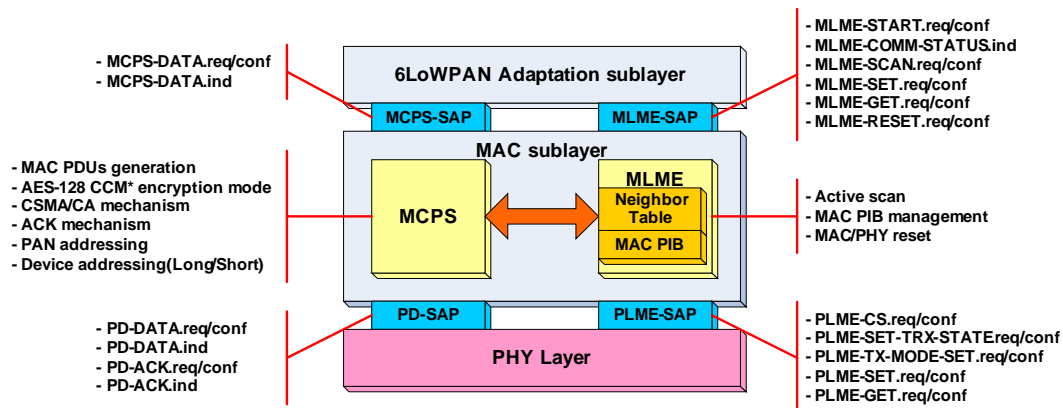 - MCPS-DATA.req/conf
- MCPS-DATA.ind
6LoWPAN Adaptation sublayer
- MLME-START.req/conf
- MLME-COMM-STATUS.ind
- MLME-SCAN.req/conf
- MLME-SET.req/conf
- MLME-GET.req/conf
- MLME-RESET.req/conf
MCPS-SAP
MLME-SAP
MAC sublayer
- MAC PDUs generation
- AES-128 CCM* encryption mode
- CSMA/CA mechanism
- ACK mechanism
- PAN addressing
- Device addressing(Long/Short)
MCPS
MLME
Neighbor
Table
MAC PIB
- Active scan
- MAC PIB management
- MAC/PHY reset
PD-SAP
PLME-SAP
- PD-DATA.req/conf
- PD-DATA.ind
- PD-ACK.req/conf
- PD-ACK.ind
PHY Layer
- PLME-CS.req/conf
- PLME-SET-TRX-STATE.req/conf
- PLME-TX-MODE-SET.req/conf
- PLME-SET.req/conf
- PLME-GET.req/conf